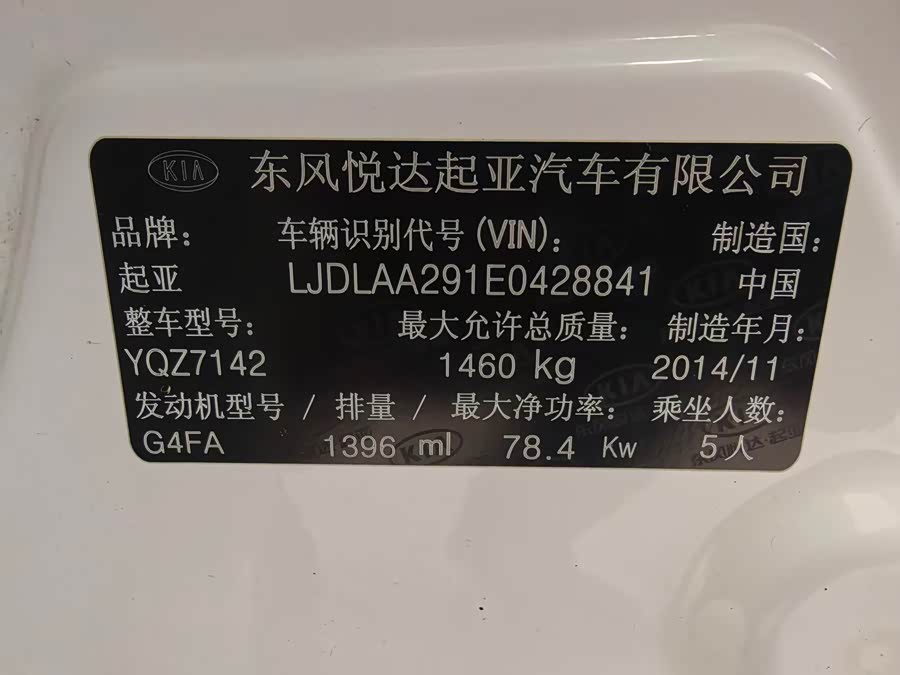 KIA 东风悦达起亚汽车有限公司
品牌: 车辆识别代号(VIN): 制造国:
起亚 LJDLAA291E0428841 中国
整车型号: 最大允许总质量: 制造年月:
YQZ7142 1460 kg 2014/11
发动机型号 / 排量 / 最大净功率: 乘坐人数:
G4FA 1396 ml 78.4 Kw 5人